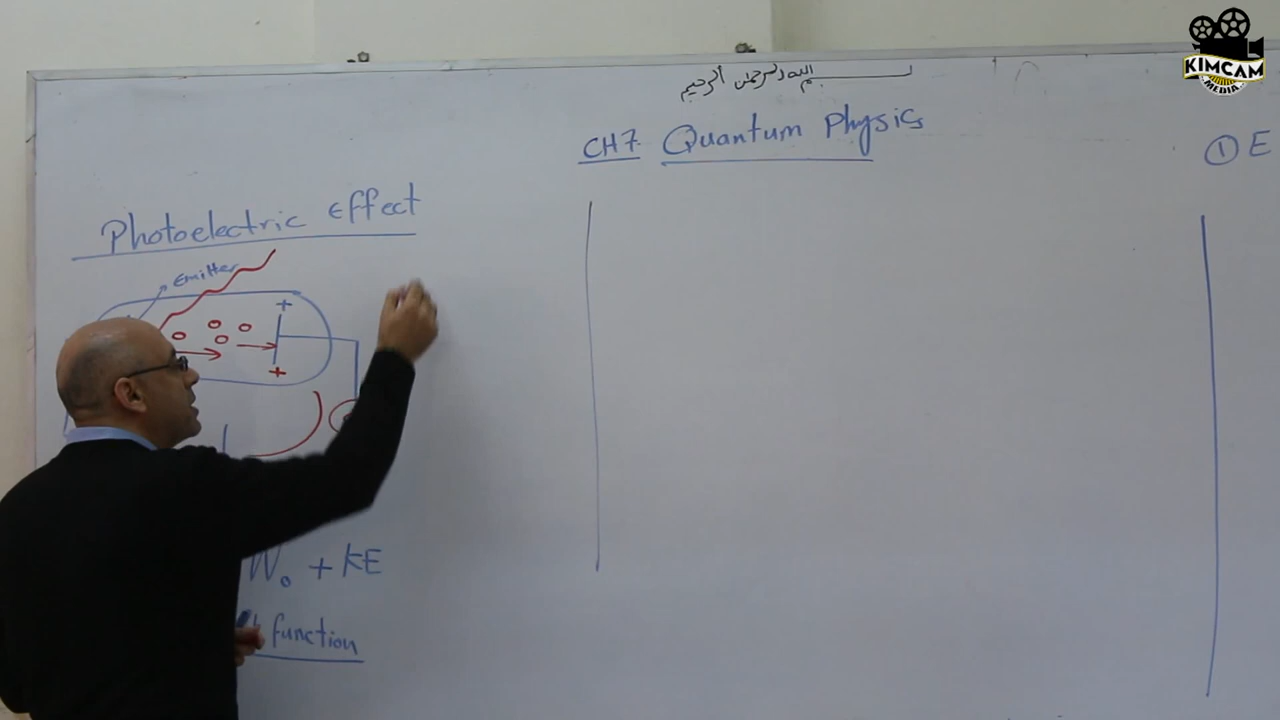 بسم الله الرحمن الرحيم
CH7 Quantum Physics
① E
Photoelectric Effect
Emitter
+
+
W₀ + KE
function
KIMCAM
MEDIA